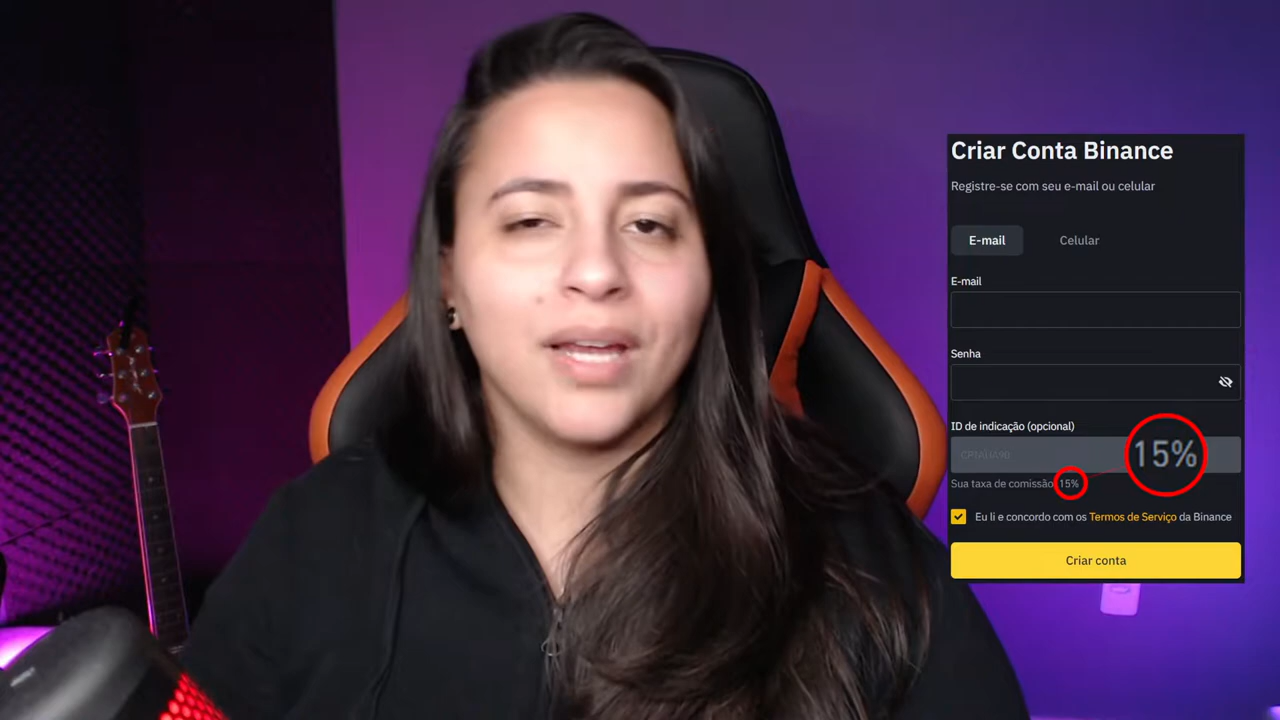 Criar Conta Binance
Registre-se com seu e-mail ou celular
E-mail
Celular
E-mail
Senha
ID de indicação (opcional)
15%
Sua taxa de comissão 15%
Eu li e concordo com os Termos de Serviço da Binance
Criar conta